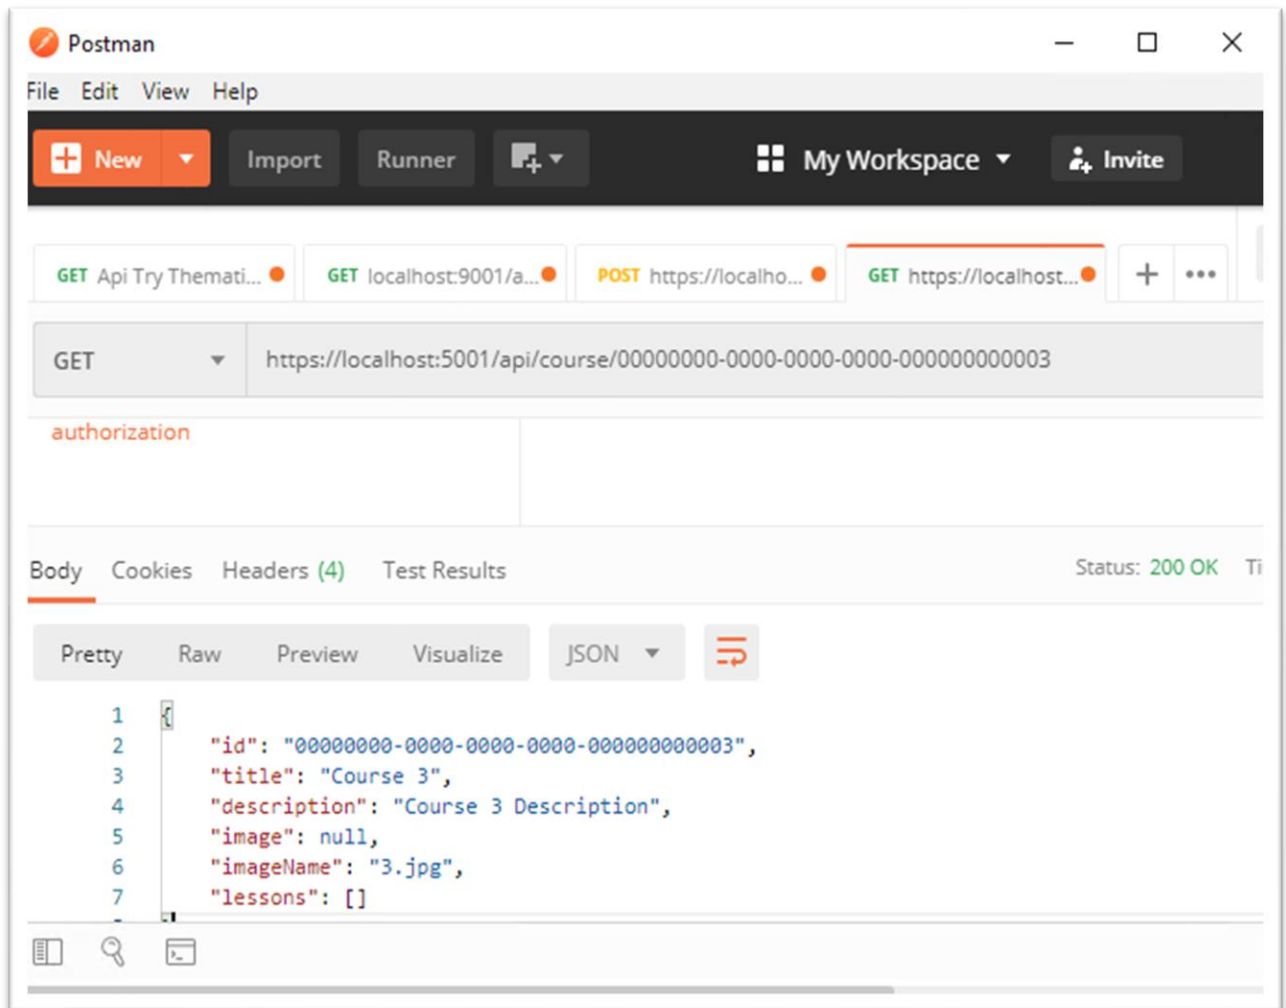 Postman
File Edit View Help
New Import Runner My Workspace Invite
GET Api Try Themati... GET localhost:9001/a... POST https://localho... GET https://localhost... + •••
GET https://localhost:5001/api/course/00000000-0000-0000-0000-000000000003
authorization
Body Cookies Headers (4) Test Results Status: 200 OK Ti
Pretty Raw Preview Visualize JSON
1 {
2 "id": "00000000-0000-0000-0000-000000000003",
3 "title": "Course 3",
4 "description": "Course 3 Description",
5 "image": null,
6 "imageName": "3.jpg",
7 "lessons": []